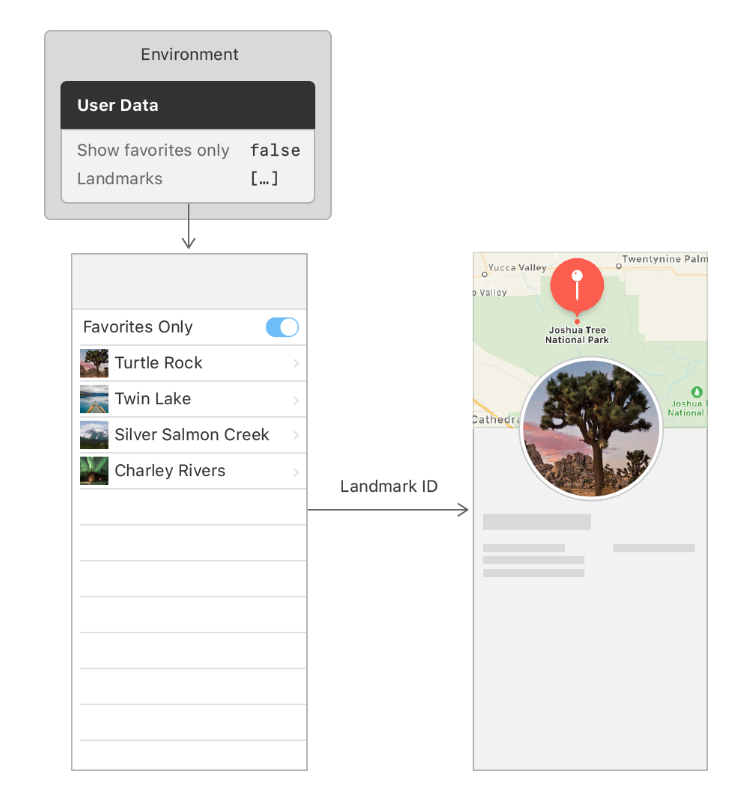 Environment
User Data
Show favorites only false
Landmarks […]
Favorites Only
Turtle Rock
Twin Lake
Silver Salmon Creek
Charley Rivers
Landmark ID
Twentynine Palm
Yucca Valley
o Valley
Joshua Tree
National Park
Joshua
National
Cathedra